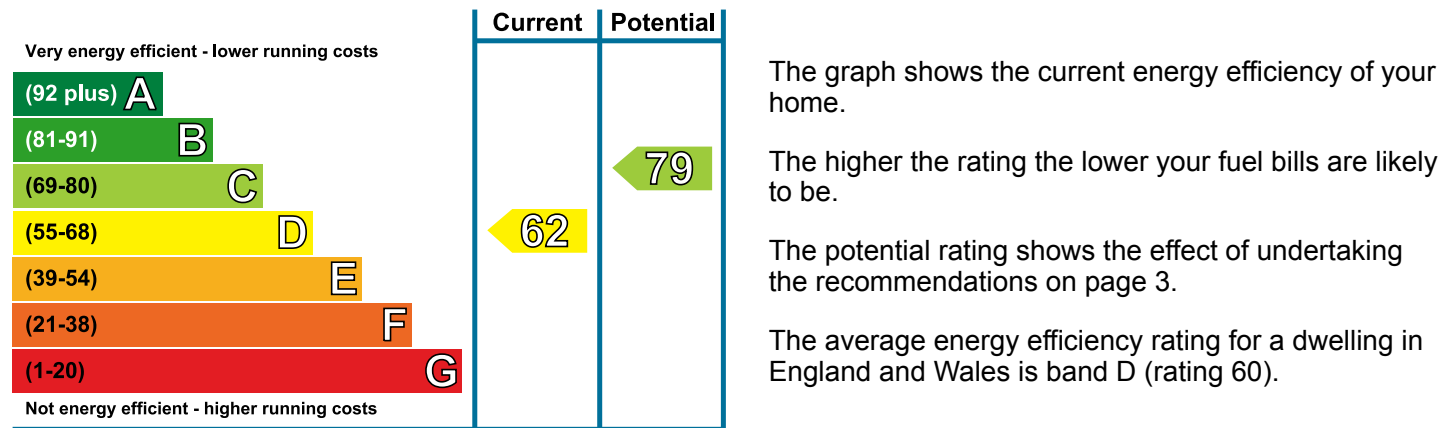 Current Potential
Very energy efficient - lower running costs
(92 plus) A
(81-91) B
(69-80) C
(55-68) D
(39-54) E
(21-38) F
(1-20) G
Not energy efficient - higher running costs
62
79
The graph shows the current energy efficiency of your
home.
The higher the rating the lower your fuel bills are likely
to be.
The potential rating shows the effect of undertaking
the recommendations on page 3.
The average energy efficiency rating for a dwelling in
England and Wales is band D (rating 60).